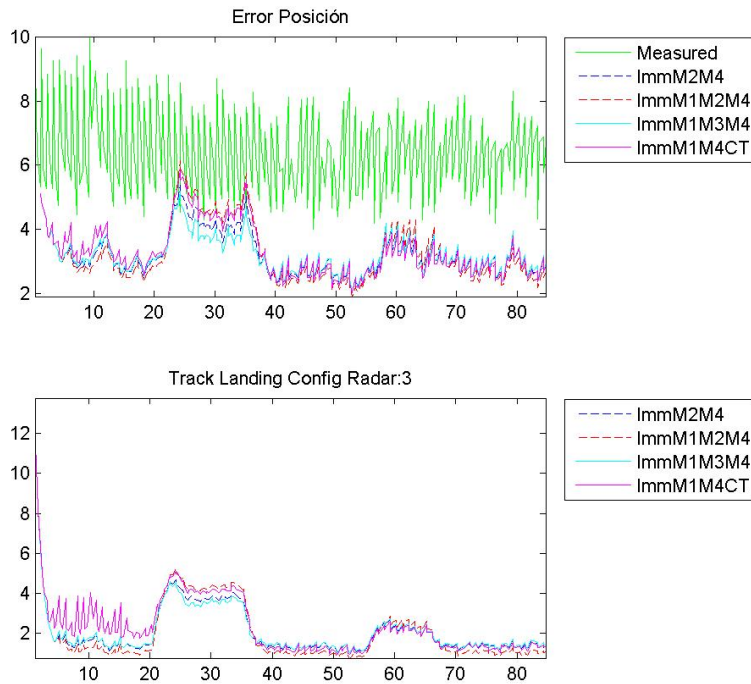 Error Posición
10
8
6
4
2
10 20 30 40 50 60 70 80
Measured
ImmM2M4
ImmM1M2M4
ImmM1M3M4
ImmM1M4CT
Track Landing Config Radar:3
12
10
8
6
4
2
10 20 30 40 50 60 70 80
ImmM2M4
ImmM1M2M4
ImmM1M3M4
ImmM1M4CT